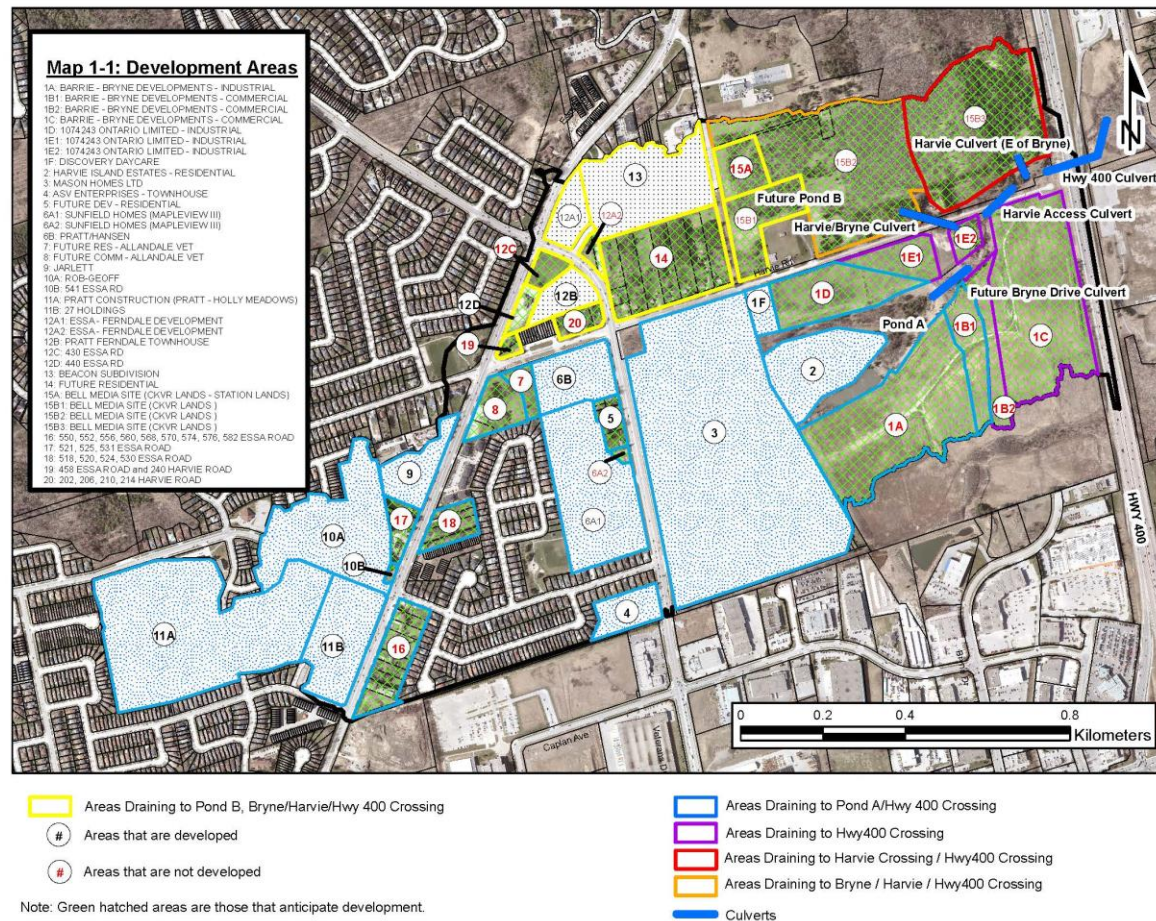 Map 1-1: Development Areas
1A: BARRIE - BRYNE DEVELOPMENTS - INDUSTRIAL
1B1: BARRIE - BRYNE DEVELOPMENTS - COMMERCIAL
1B2: BARRIE - BRYNE DEVELOPMENTS - COMMERCIAL
1C: BARRIE - BRYNE DEVELOPMENTS - COMMERCIAL
1D: 1074243 ONTARIO LIMITED - INDUSTRIAL
1E1: 1074243 ONTARIO LIMITED - INDUSTRIAL
1E2: 1074243 ONTARIO LIMITED - INDUSTRIAL
1F: DISCOVERY DAYCARE
2: HARVIE ISLAND ESTATES - RESIDENTIAL
3: MASON HOMES LTD
4: ASV ENTERPRISES - TOWNHOUSE
5: FUTURE DEV - RESIDENTIAL
6A1: SUNFIELD HOMES (MAPLEVIEW III)
6A2: SUNFIELD HOMES (MAPLEVIEW III)
6B: PRATT/HANSEN
7: FUTURE RES - ALLANDALE VET
8: FUTURE COMM - ALLANDALE VET
9: JARLETT
10A: ROB-GEOFF
10B: 541 ESSA RD
11A: PRATT CONSTRUCTION (PRATT - HOLLY MEADOWS)
11B: 27 HOLDINGS
12A1: ESSA - FERNDALE DEVELOPMENT
12A2: ESSA - FERNDALE DEVELOPMENT
12B: PRATT FERNDALE TOWNHOUSE
12C: 430 ESSA RD
12D: 440 ESSA RD
13: BEACON SUBDIVISION
14: FUTURE RESIDENTIAL
15A: BELL MEDIA SITE (CKVR LANDS - STATION LANDS)
15B1: BELL MEDIA SITE (CKVR LANDS )
15B2: BELL MEDIA SITE (CKVR LANDS )
15B3: BELL MEDIA SITE (CKVR LANDS )
16: 550, 552, 556, 560, 568, 570, 574, 576, 582 ESSA ROAD
17: 521, 525, 531 ESSA ROAD
18: 518, 520, 524, 530 ESSA ROAD
19: 458 ESSA ROAD and 240 HARVIE ROAD
20: 202, 206, 210, 214 HARVIE ROAD
15B3
Harvie Culvert (E of Bryne)
N
Hwy 400 Culvert
13
15A
15B2
12A1
12A2
Future Pond B
15B1
Harvie Access Culvert
Harvie/Bryne Culvert
12C
14
1E2
1E1
Harvie Rd
12D
12B
1D
Future Bryne Drive Culvert
1F
20
Pond A
1B1
1C
19
2
7
6B
8
5
3
1B2
1A
6A2
9
17
18
6A1
10A
10B
HWY 400
4
11A
11B
16
0 0.2 0.4 0.8
Kilometers
Caplan Ave
Areas Draining to Pond B, Bryne/Harvie/Hwy 400 Crossing
# Areas that are developed
# Areas that are not developed
Note: Green hatched areas are those that anticipate development.
Areas Draining to Pond A/Hwy 400 Crossing
Areas Draining to Hwy400 Crossing
Areas Draining to Harvie Crossing / Hwy400 Crossing
Areas Draining to Bryne / Harvie / Hwy400 Crossing
Culverts